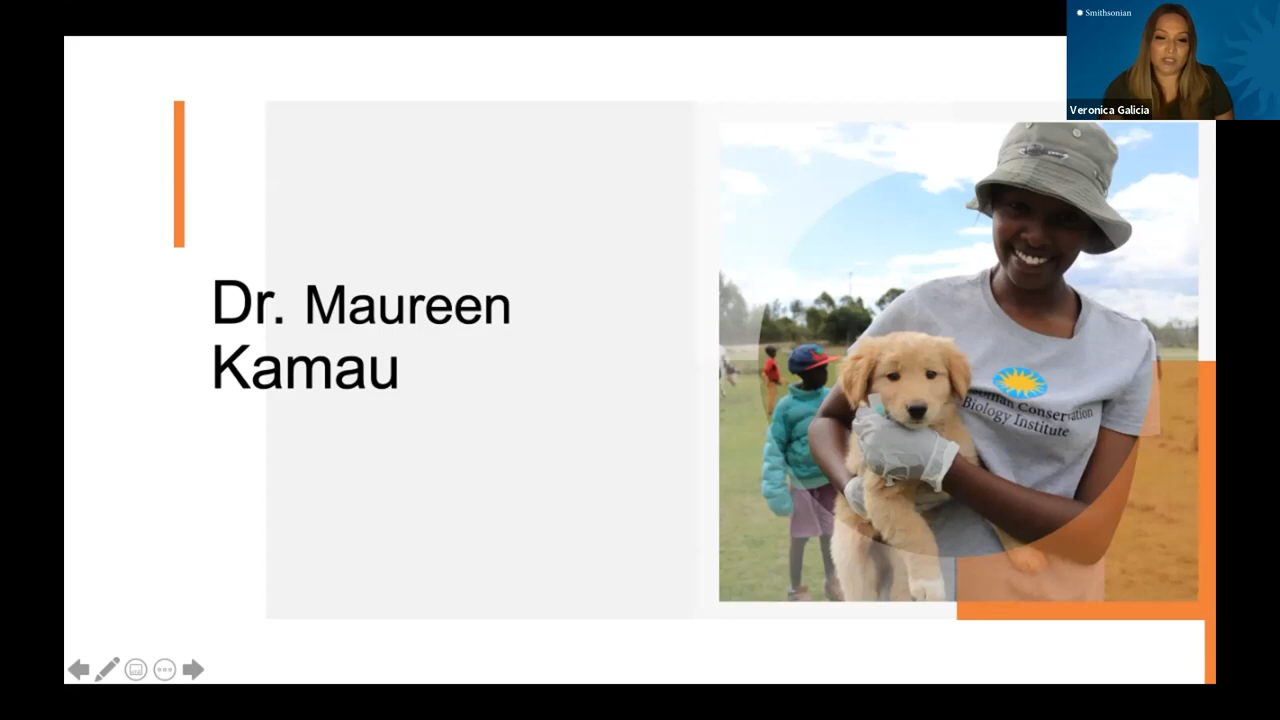 Smithsonian
Veronica Galicia
Dr. Maureen
Kamau
Conservation
Biology Institute